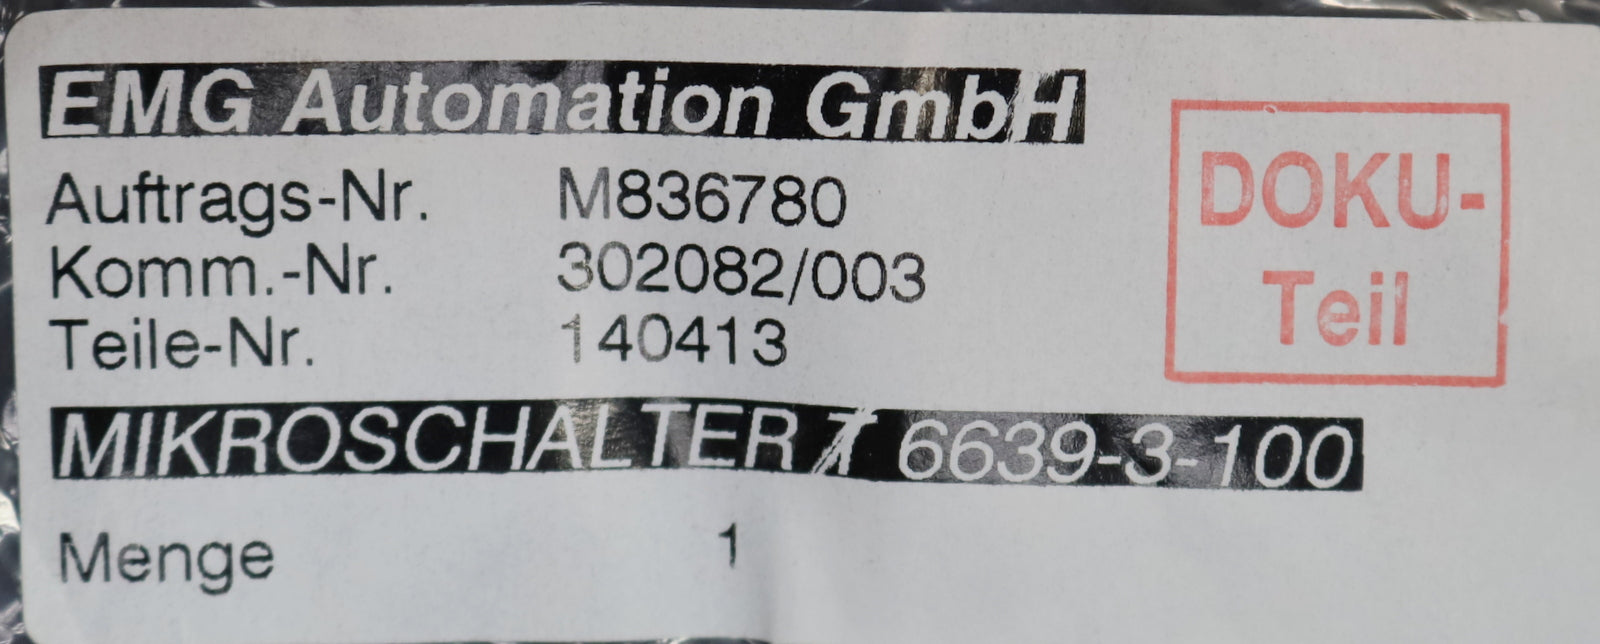 EMG Automation GmbH
Auftrags-Nr. M836780
Komm.-Nr. 302082/003
Teile-Nr. 140413
MIKROSCHALTER T 6639-3-100
Menge 1
DOKU-
Teil